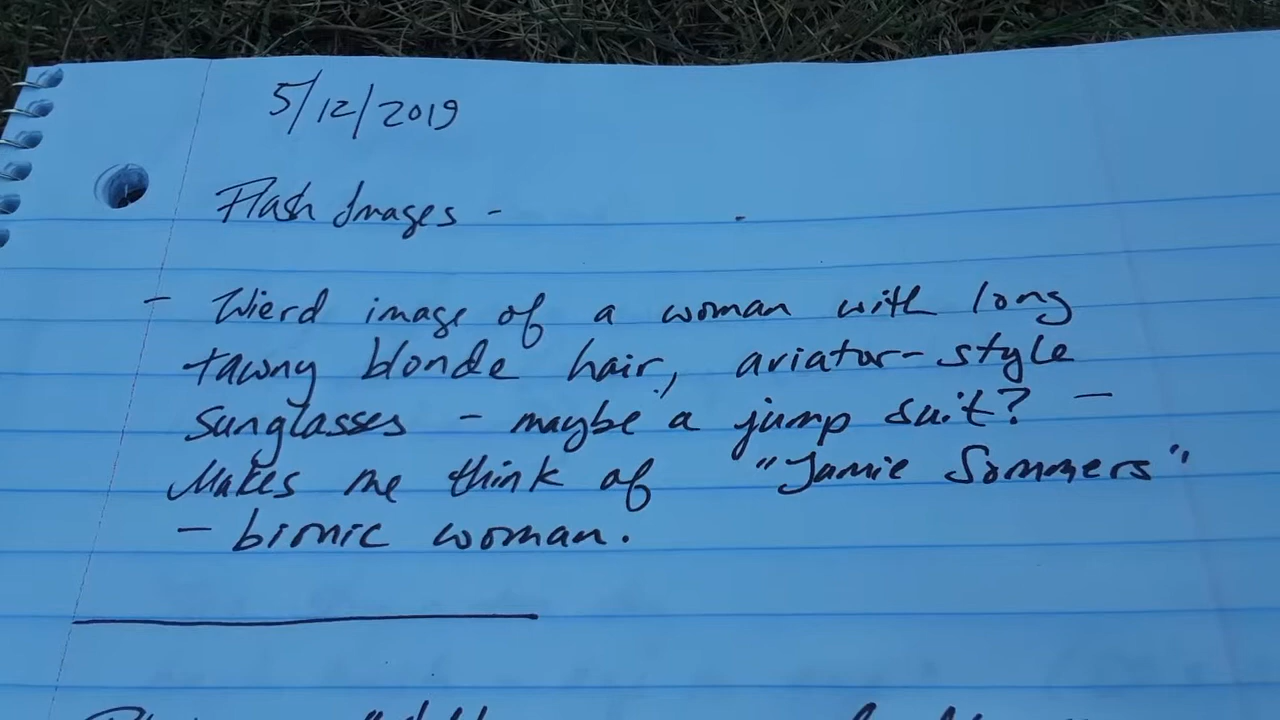 5/12/2019
Flash Images -
- Wierd image of a woman with long
tawny blonde hair, aviator-style
sunglasses - maybe a jump suit? -
Makes me think of "Jamie Sommers"
- bionic woman.